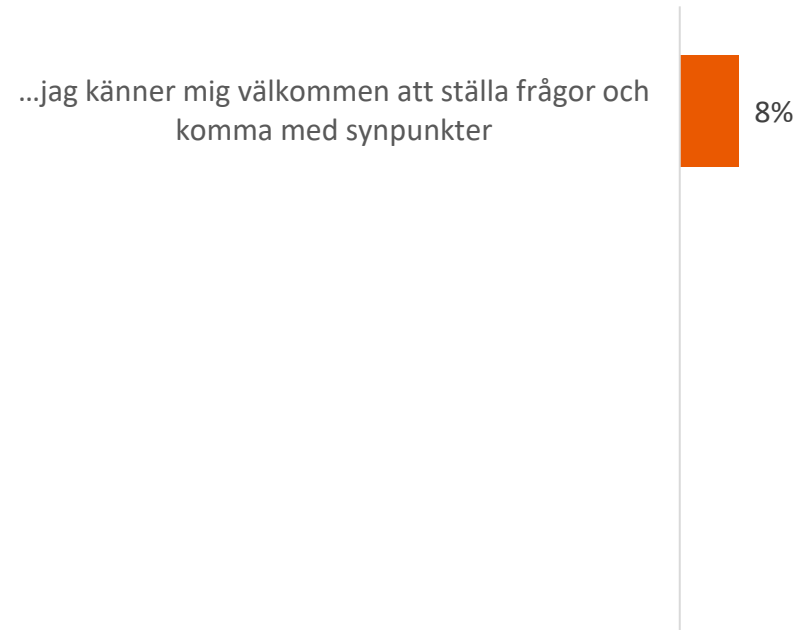 …jag känner mig välkommen att ställa frågor och
komma med synpunkter
8%